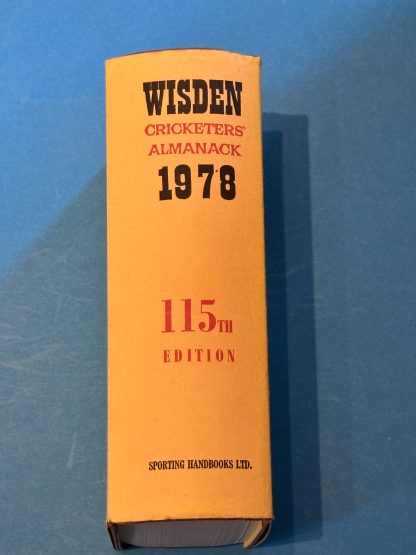 WISDEN
CRICKETERS'
ALMANACK
1978
115TH
EDITION
SPORTING HANDBOOKS LTD.